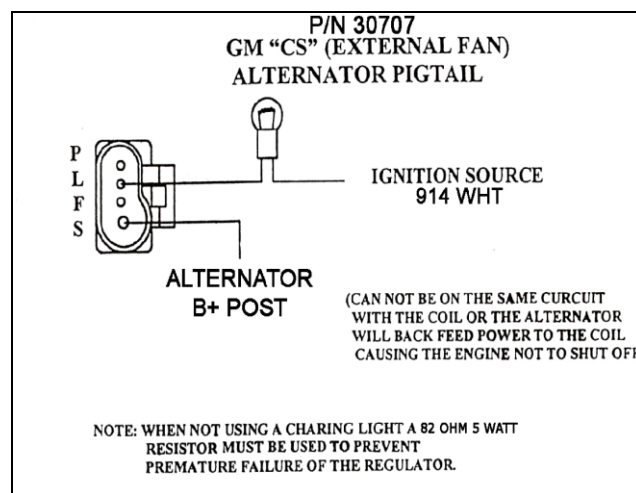 P/N 30707
GM “CS” (EXTERNAL FAN)
ALTERNATOR PIGTAIL
P
L
F
S
IGNITION SOURCE
914 WHT
ALTERNATOR
B+ POST
(CAN NOT BE ON THE SAME CURCUIT
WITH THE COIL OR THE ALTERNATOR
WILL BACK FEED POWER TO THE COIL
CAUSING THE ENGINE NOT TO SHUT OFF
NOTE: WHEN NOT USING A CHARING LIGHT A 82 OHM 5 WATT
RESISTOR MUST BE USED TO PREVENT
PREMATURE FAILURE OF THE REGULATOR.